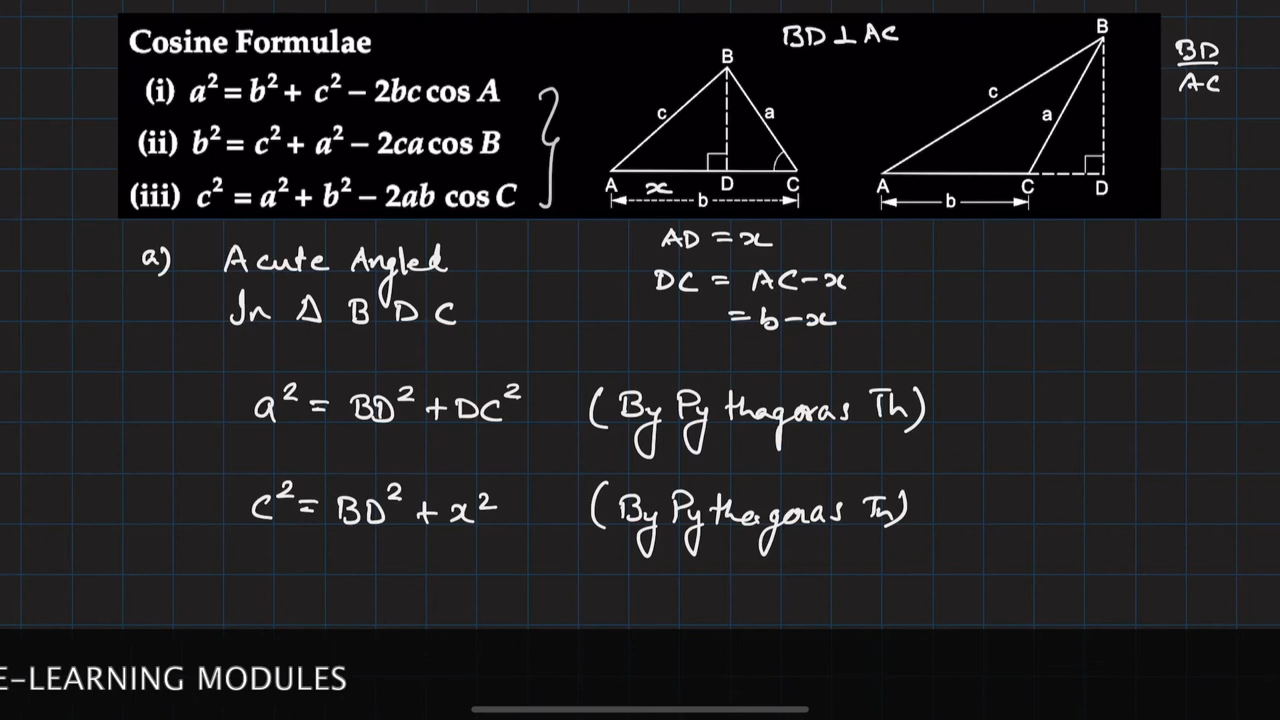 Cosine Formulae
(i) a² = b² + c² − 2bc cos A
(ii) b² = c² + a² − 2ca cos B
(iii) c² = a² + b² − 2ab cos C
BD ⊥ AC
B
c
a
A
x
D
C
b
B
c
a
A
C
D
b
BD
AC
AD = x
DC = AC-x
= b-x
a) Acute Angled
In Δ BDC
a² = BD² + DC² (By Pythagoras Th)
c² = BD² + x² (By Pythagoras Th)
E-LEARNING MODULES